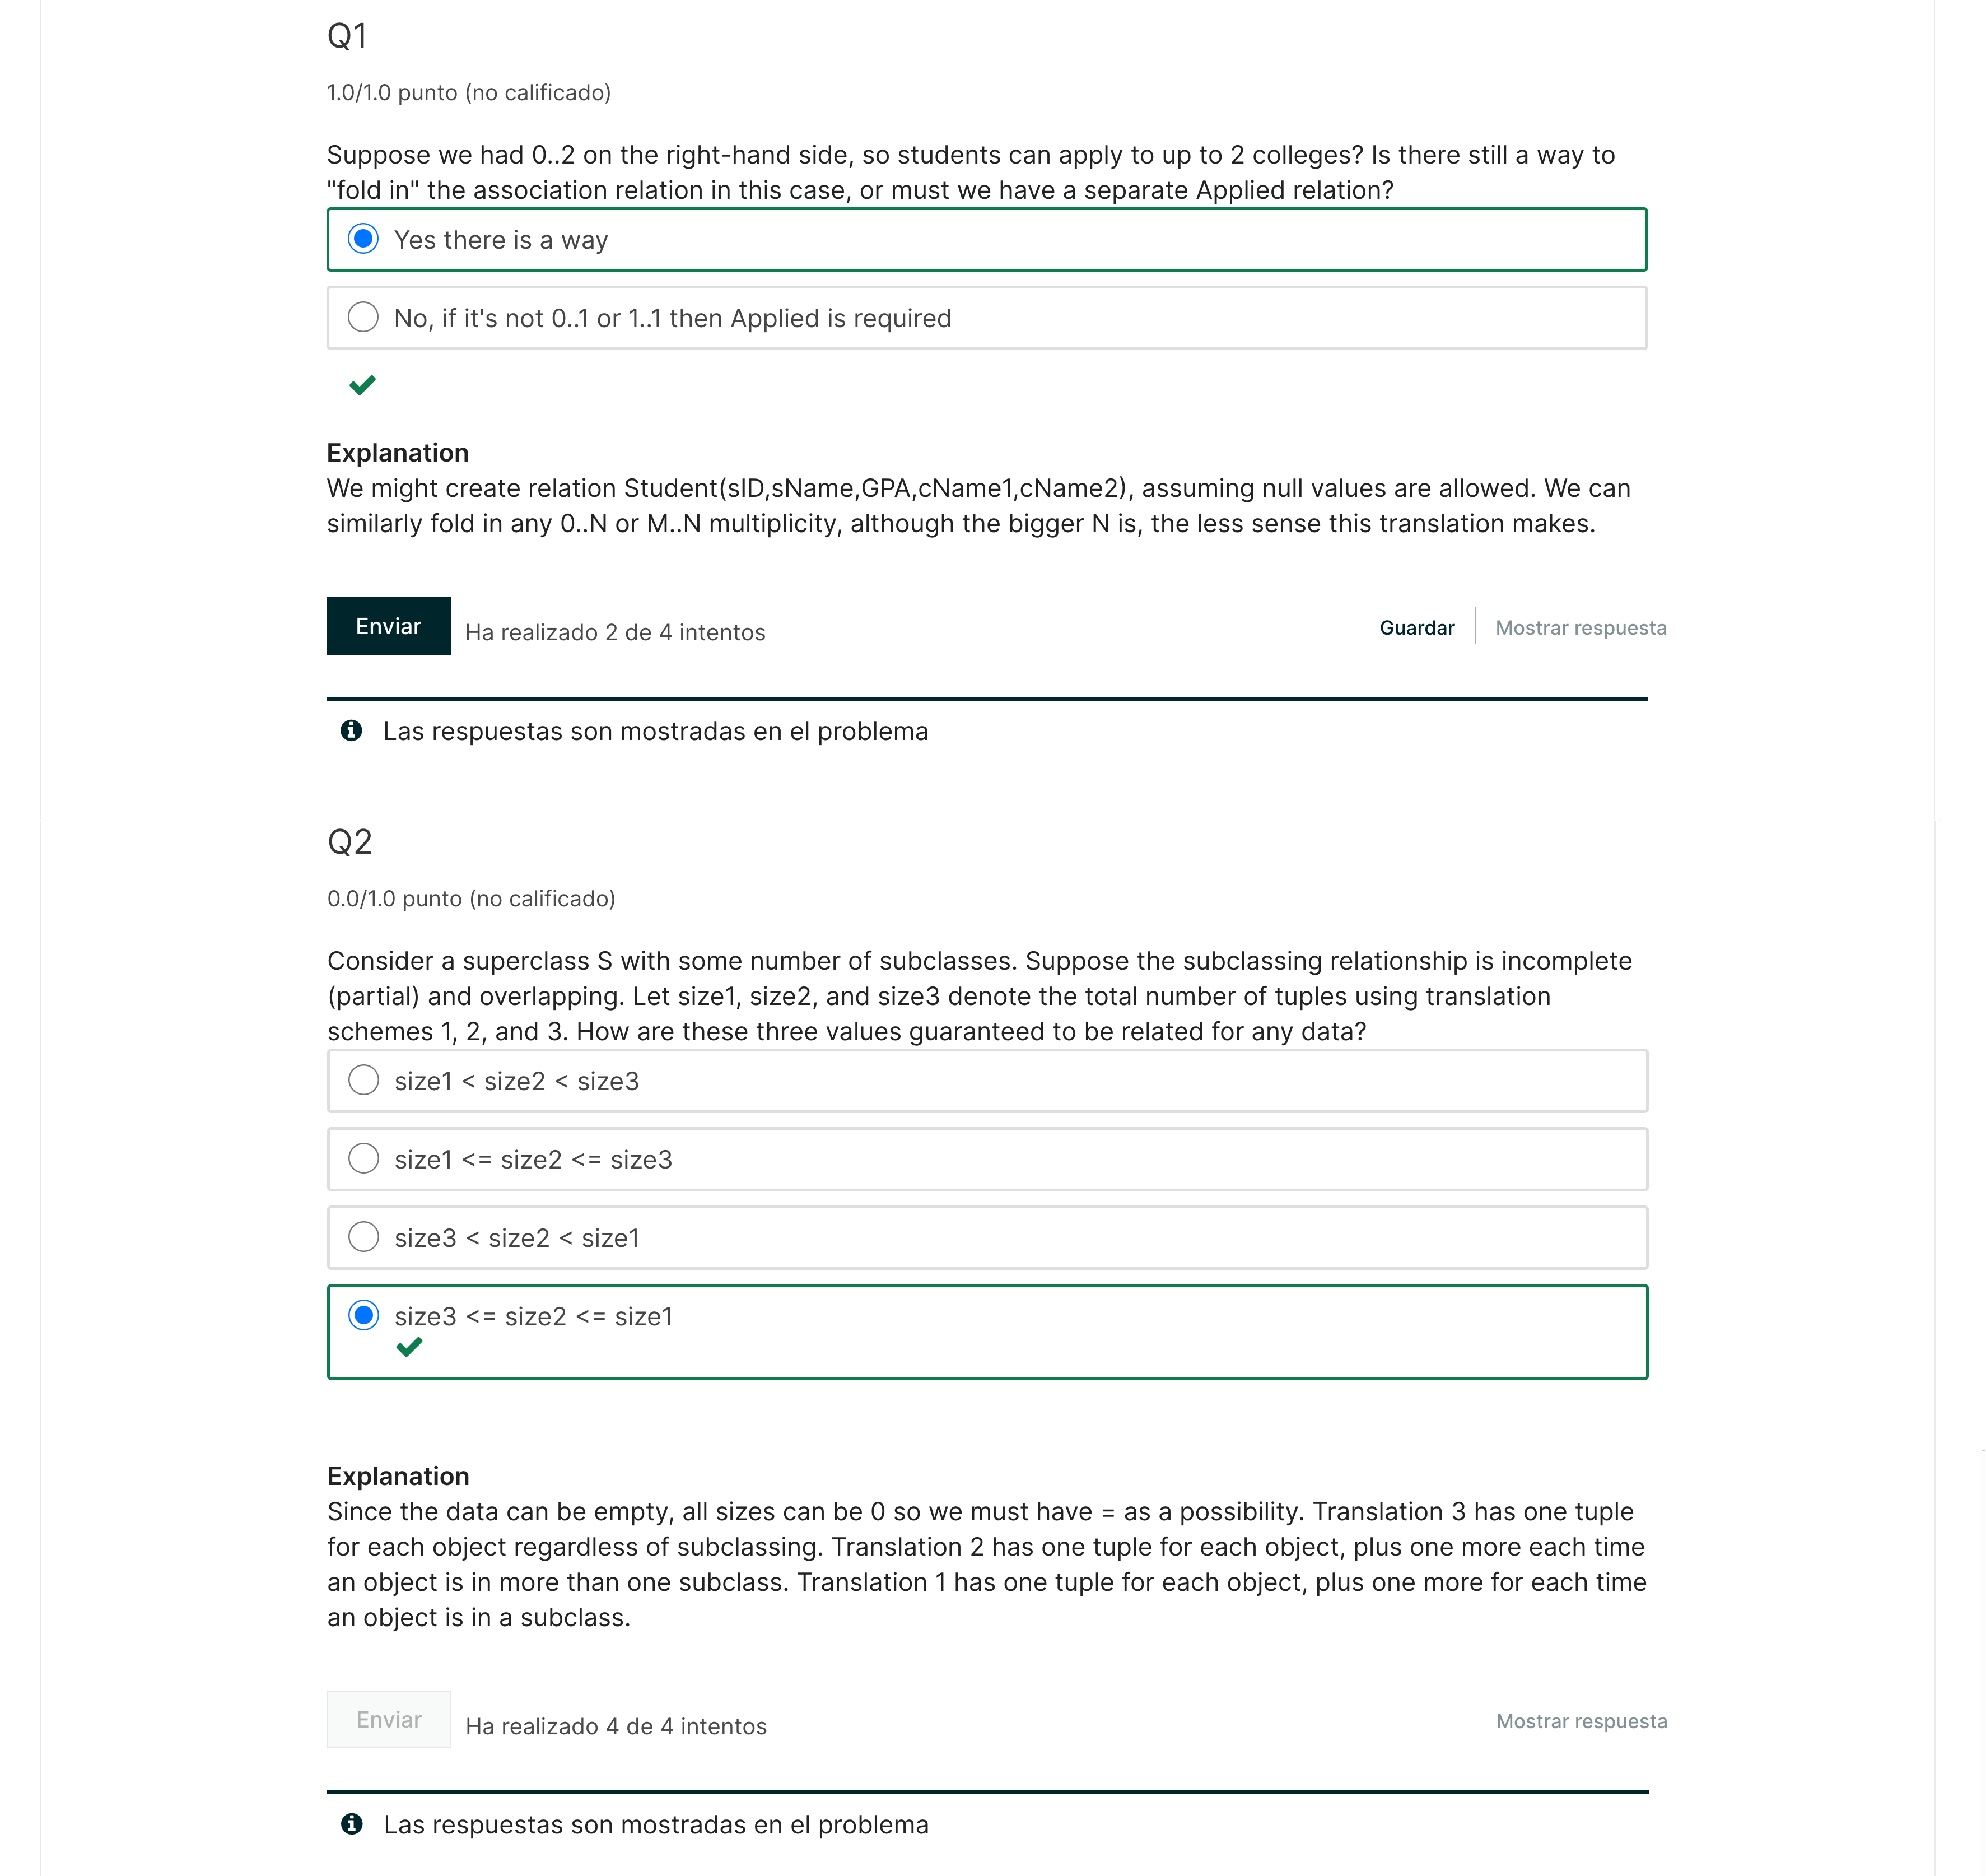 Q1
1.0/1.0 punto (no calificado)
Suppose we had 0..2 on the right-hand side, so students can apply to up to 2 colleges? Is there still a way to
"fold in" the association relation in this case, or must we have a separate Applied relation?
Yes there is a way
No, if it's not 0..1 or 1..1 then Applied is required
Explanation
We might create relation Student(sID,sName,GPA,cName1,cName2), assuming null values are allowed. We can
similarly fold in any 0..N or M..N multiplicity, although the bigger N is, the less sense this translation makes.
Enviar
Ha realizado 2 de 4 intentos
Guardar
Mostrar respuesta
Las respuestas son mostradas en el problema
Q2
0.0/1.0 punto (no calificado)
Consider a superclass S with some number of subclasses. Suppose the subclassing relationship is incomplete
(partial) and overlapping. Let size1, size2, and size3 denote the total number of tuples using translation
schemes 1, 2, and 3. How are these three values guaranteed to be related for any data?
size1 < size2 < size3
size1 <= size2 <= size3
size3 < size2 < size1
size3 <= size2 <= size1
Explanation
Since the data can be empty, all sizes can be 0 so we must have = as a possibility. Translation 3 has one tuple
for each object regardless of subclassing. Translation 2 has one tuple for each object, plus one more each time
an object is in more than one subclass. Translation 1 has one tuple for each object, plus one more for each time
an object is in a subclass.
Enviar
Ha realizado 4 de 4 intentos
Mostrar respuesta
Las respuestas son mostradas en el problema